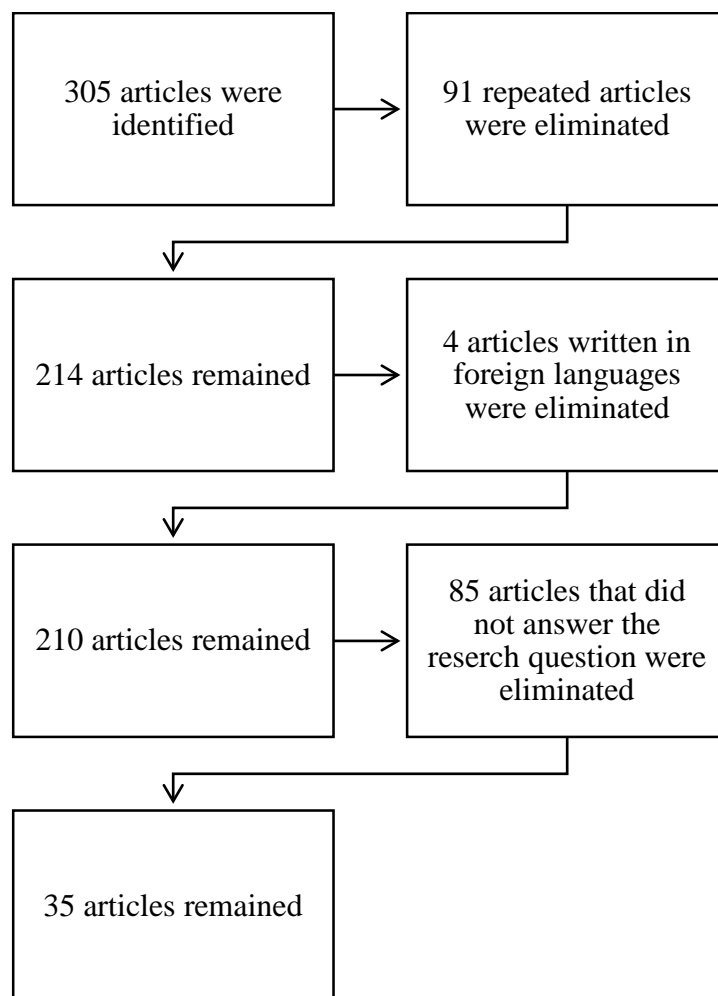 305 articles were
identified
91 repeated articles
were eliminated
214 articles remained
4 articles written in
foreign languages
were eliminated
210 articles remained
85 articles that did
not answer the
reserch question were
eliminated
35 articles remained